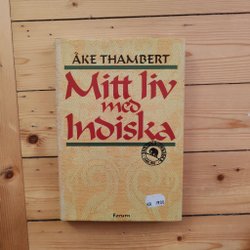 ÅKE THAMBERT
Mitt liv
med
Indiska
Forum